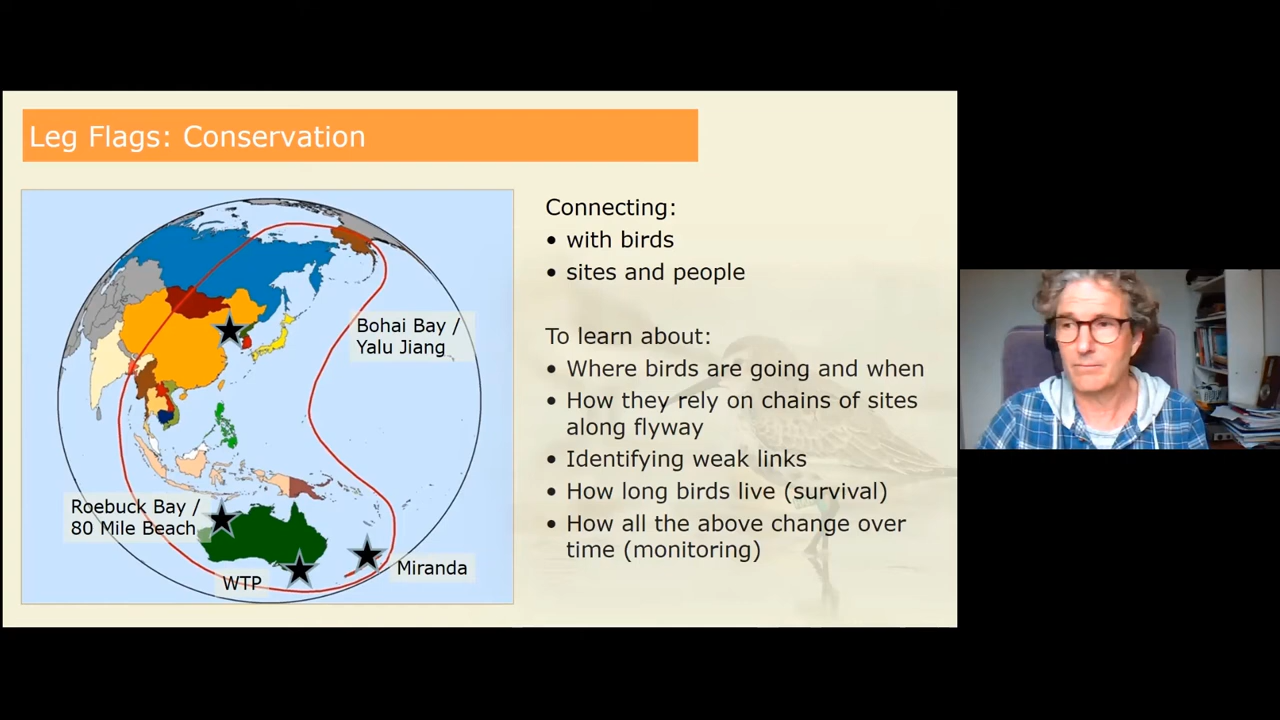 Leg Flags: Conservation
Bohai Bay /
Yalu Jiang
Roebuck Bay /
80 Mile Beach
WTP
Miranda
Connecting:
• with birds
• sites and people
To learn about:
• Where birds are going and when
• How they rely on chains of sites
along flyway
• Identifying weak links
• How long birds live (survival)
• How all the above change over
time (monitoring)